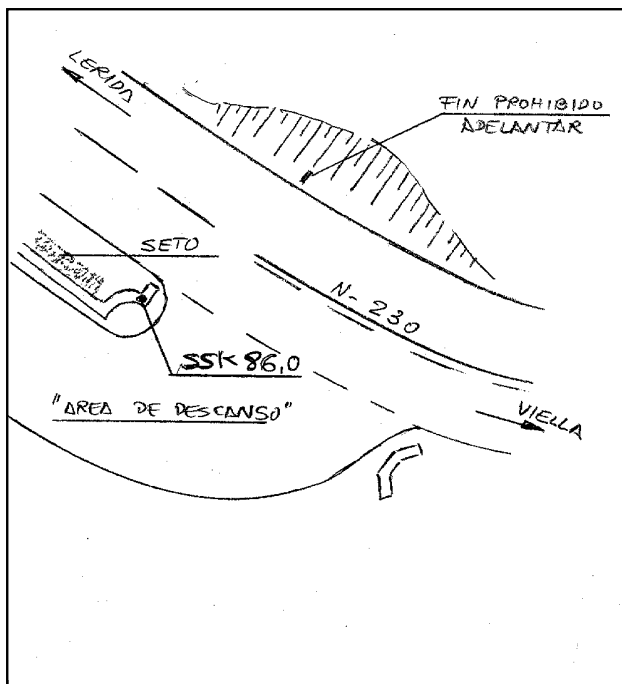 LERIDA
FIN PROHIBIDO
ADELANTAR
SETO
N-230
SSK 86,0
"AREA DE DESCANSO"
VIELLA